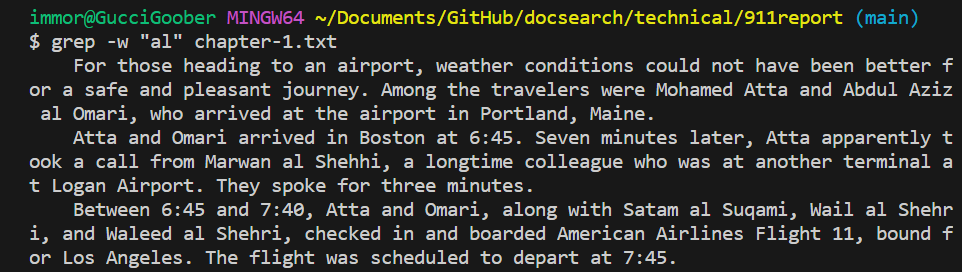 immor@GucciGoober MINGW64 ~/Documents/GitHub/docsearch/technical/911report (main)
$ grep -w "al" chapter-1.txt
    For those heading to an airport, weather conditions could not have been better f
or a safe and pleasant journey. Among the travelers were Mohamed Atta and Abdul Aziz
 al Omari, who arrived at the airport in Portland, Maine.
    Atta and Omari arrived in Boston at 6:45. Seven minutes later, Atta apparently t
ook a call from Marwan al Shehhi, a longtime colleague who was at another terminal a
t Logan Airport. They spoke for three minutes.
    Between 6:45 and 7:40, Atta and Omari, along with Satam al Suqami, Wail al Shehr
i, and Waleed al Shehri, checked in and boarded American Airlines Flight 11, bound f
or Los Angeles. The flight was scheduled to depart at 7:45.